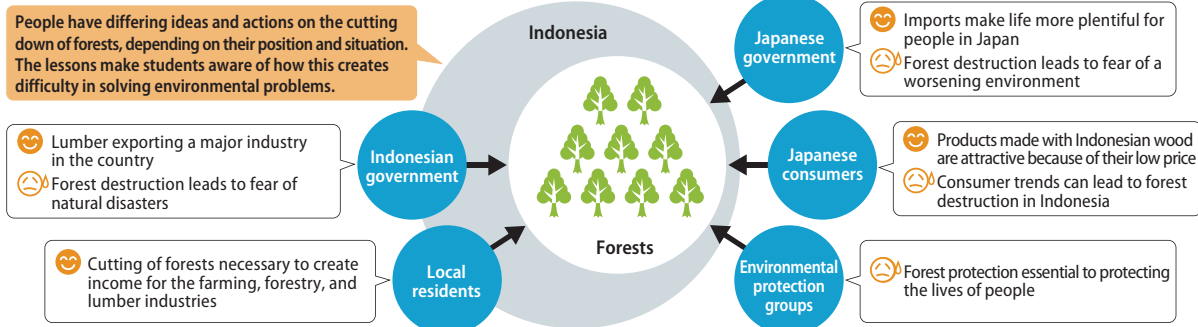 People have differing ideas and actions on the cutting
down of forests, depending on their position and situation.
The lessons make students aware of how this creates
difficulty in solving environmental problems.
Indonesia
Forests
Indonesian
government
Lumber exporting a major industry
in the country
Forest destruction leads to fear of
natural disasters
Local
residents
Cutting of forests necessary to create
income for the farming, forestry, and
lumber industries
Japanese
government
Imports make life more plentiful for
people in Japan
Forest destruction leads to fear of a
worsening environment
Japanese
consumers
Products made with Indonesian wood
are attractive because of their low price
Consumer trends can lead to forest
destruction in Indonesia
Environmental
protection
groups
Forest protection essential to protecting
the lives of people